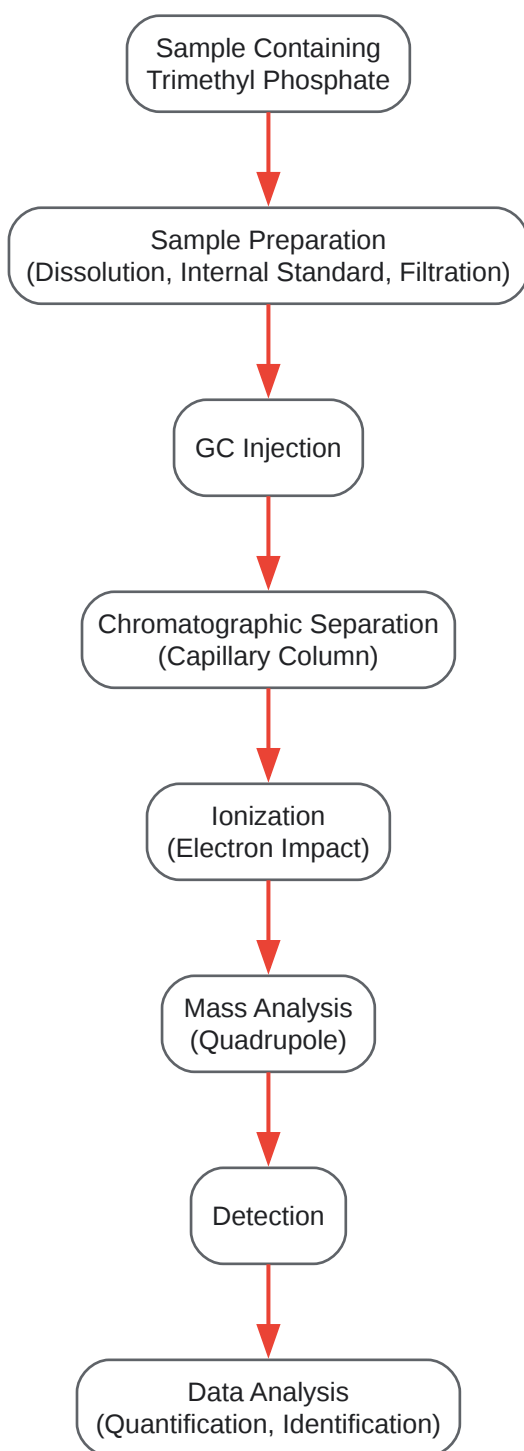 Sample Containing
Trimethyl Phosphate
Sample Preparation
(Dissolution, Internal Standard, Filtration)
GC Injection
Chromatographic Separation
(Capillary Column)
Ionization
(Electron Impact)
Mass Analysis
(Quadrupole)
Detection
Data Analysis
(Quantification, Identification)